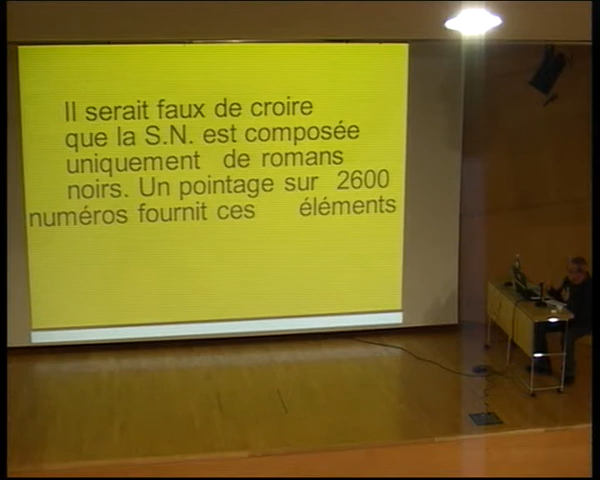 Il serait faux de croire
que la S.N. est composée
uniquement de romans
noirs. Un pointage sur 2600
numéros fournit ces éléments